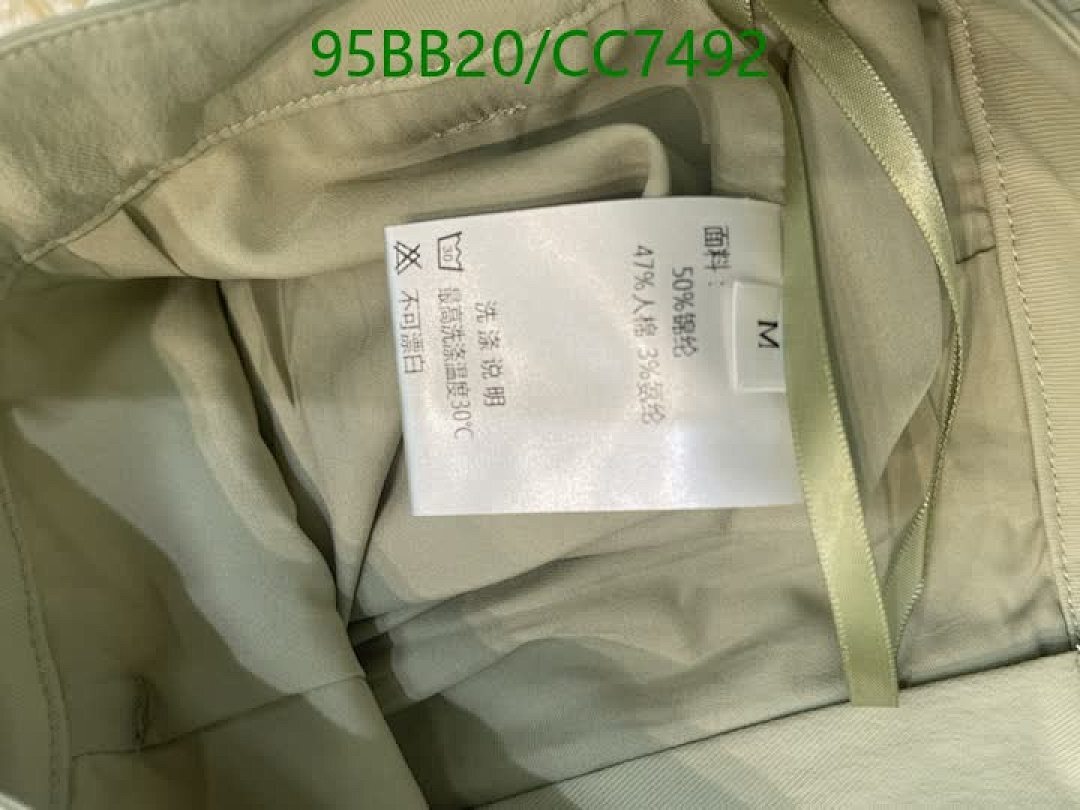 95BB20/CC7492
M
面料：
50%锦纶
47%人棉 3%氨纶
洗 涤 说 明
30
最高洗涤温度30℃
不可漂白